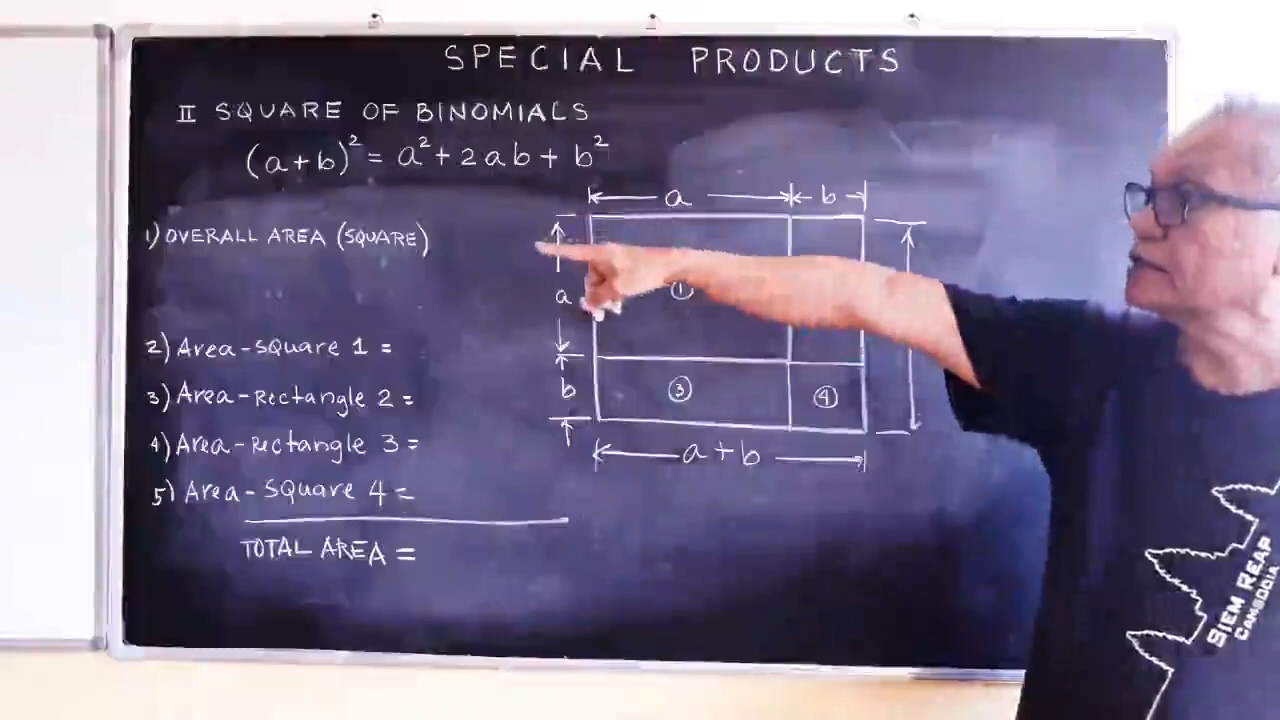 SPECIAL PRODUCTS
II SQUARE OF BINOMIALS
(a+b)² = a² + 2ab + b²
a b
1) OVERALL AREA (SQUARE)
a ①
2) Area-square 1 =
b ③ ④
3) Area-Rectangle 2 =
4) Area-Rectangle 3 =
a+b
5) Area-Square 4 =
TOTAL AREA =
SIEM REAP
CAMBODIA